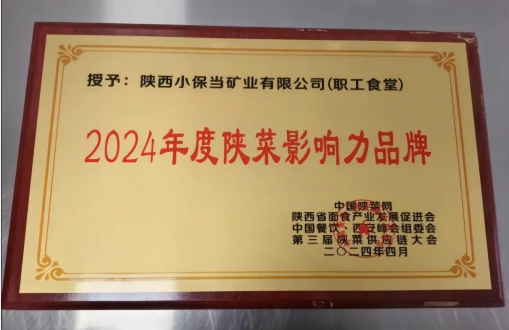 授予：陕西小保当矿业有限公司(职工食堂)
2024年度陕菜影响力品牌
中国陕菜网
陕西省面食产业发展促进会
中国餐饮·西安峰会组委会
第三届陕菜供应链大会
二〇二四年四月